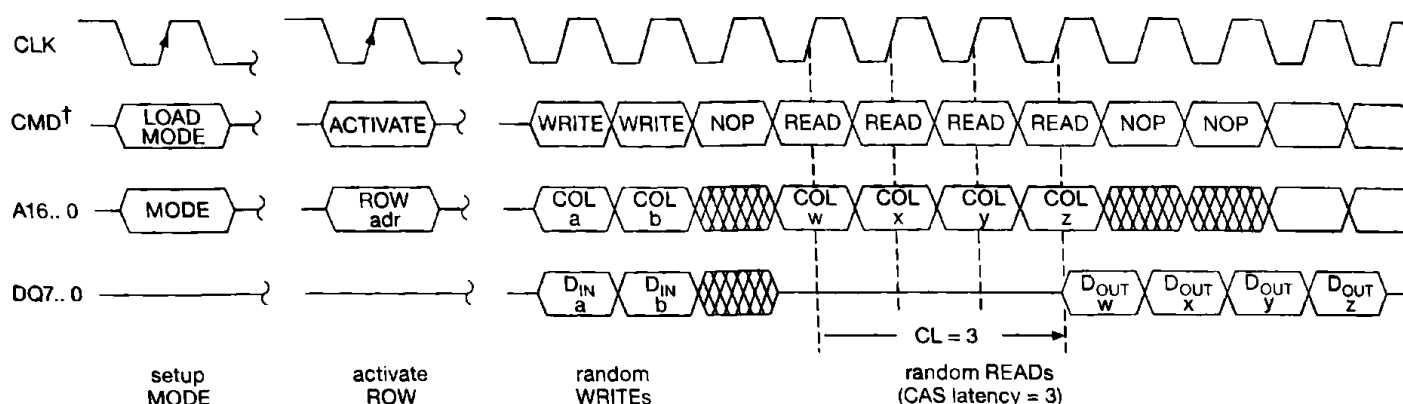 CLK
CMD†
LOAD
MODE
ACTIVATE
WRITE WRITE NOP READ READ READ READ NOP NOP
A16.. 0
MODE
ROW
adr
COL COL COL COL COL COL
a b w x y z
DQ7.. 0
DIN DIN DOUT DOUT DOUT DOUT
a b w x y z
CL = 3
setup
MODE
activate
ROW
random
WRITEs
random READs
(CAS latency = 3)